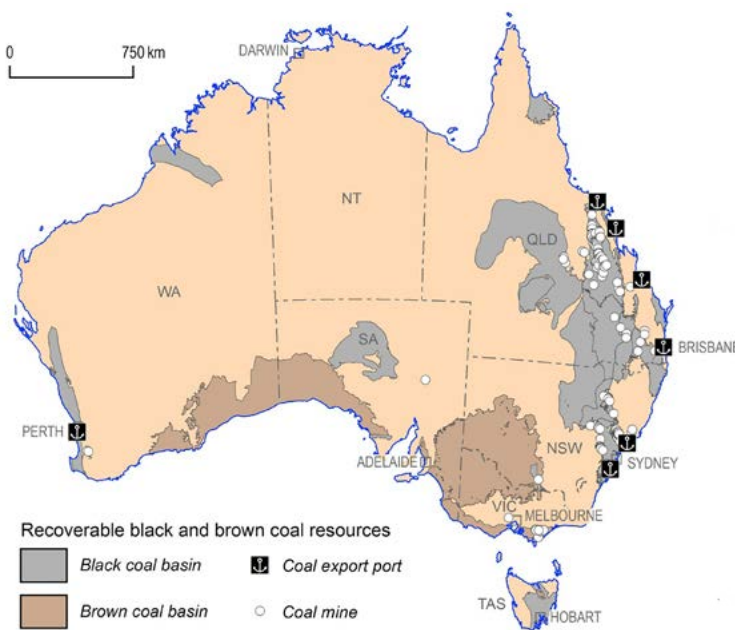 0 750 km
DARWIN
NT
QLD
WA
SA
BRISBANE
PERTH
NSW
ADELAIDE
SYDNEY
VIC
MELBOURNE
Recoverable black and brown coal resources
Black coal basin
Coal export port
Brown coal basin
Coal mine
TAS
HOBART